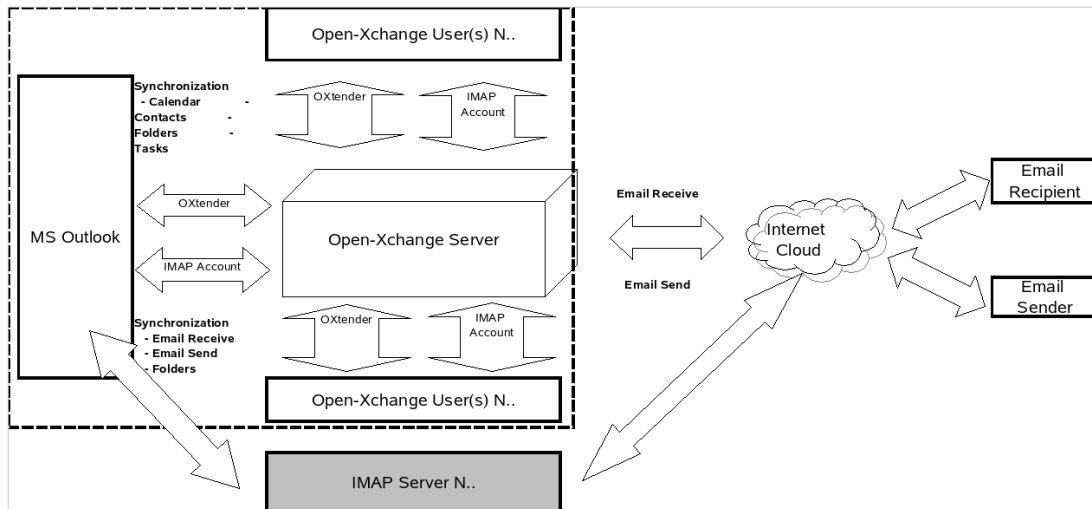 Open-Xchange User(s) N..
Synchronization
- Calendar -
Contacts -
Folders -
Tasks
OXtender
IMAP
Account
MS Outlook
OXtender
IMAP Account
Open-Xchange Server
Email Receive
Email Send
Internet
Cloud
Email
Recipient
Email
Sender
Synchronization
- Email Receive
- Email Send
- Folders
OXtender
IMAP
Account
Open-Xchange User(s) N..
IMAP Server N..